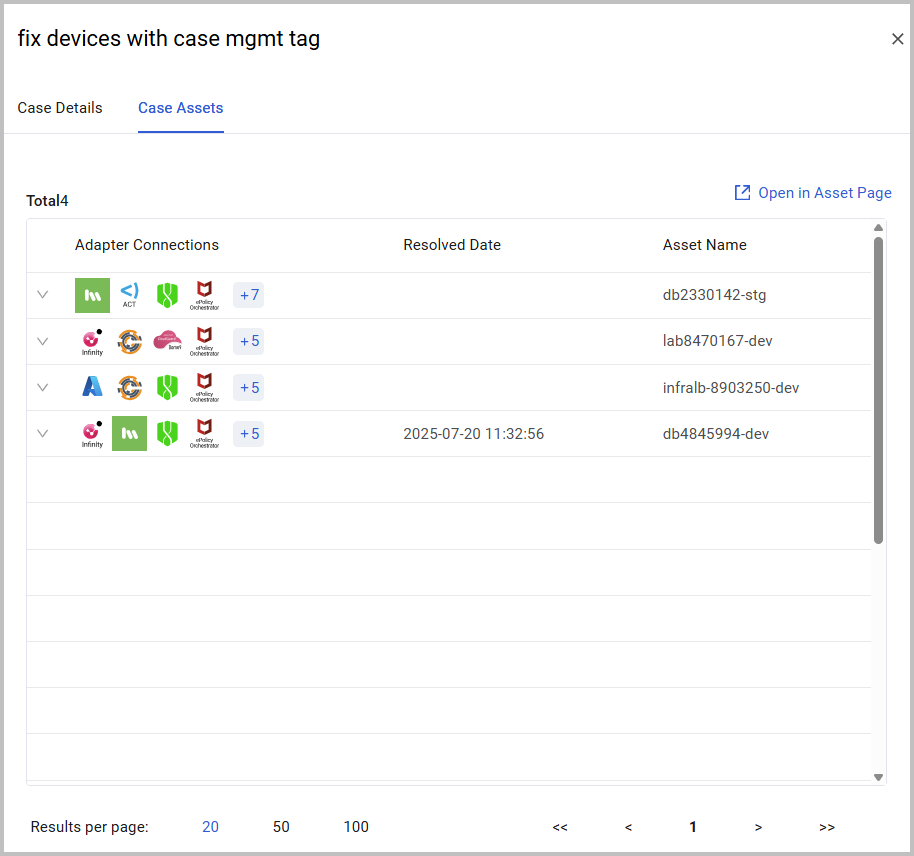 fix devices with case mgmt tag
Case Details Case Assets
Total4 Open in Asset Page
Adapter Connections Resolved Date Asset Name
ACT ePolicy Orchestrator +7 db2330142-stg
Infinity ePolicy Orchestrator +5 lab8470167-dev
ePolicy Orchestrator +5 infralb-8903250-dev
Infinity ePolicy Orchestrator +5 2025-07-20 11:32:56 db4845994-dev
Results per page: 20 50 100 << < 1 > >>